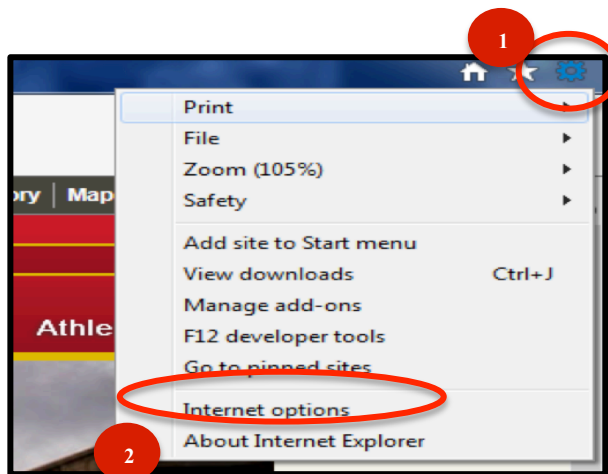 1
Print
File
Zoom (105%)
ory | Map
Safety
Add site to Start menu
View downloads Ctrl+J
Manage add-ons
Athle
F12 developer tools
Go to pinned sites
Internet options
About Internet Explorer
2